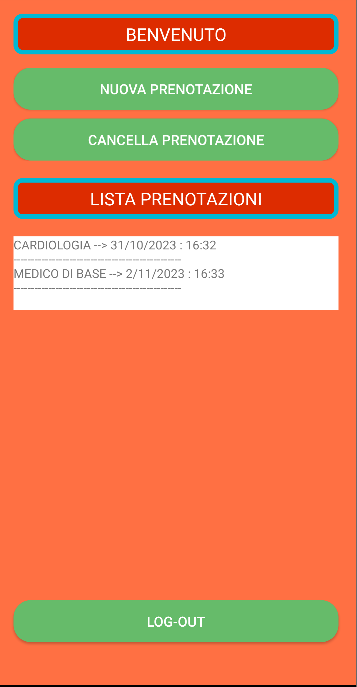 BENVENUTO
NUOVA PRENOTAZIONE
CANCELLA PRENOTAZIONE
LISTA PRENOTAZIONI
CARDIOLOGIA --> 31/10/2023 : 16:32
------------------------------------------------
MEDICO DI BASE --> 2/11/2023 : 16:33
------------------------------------------------
LOG-OUT